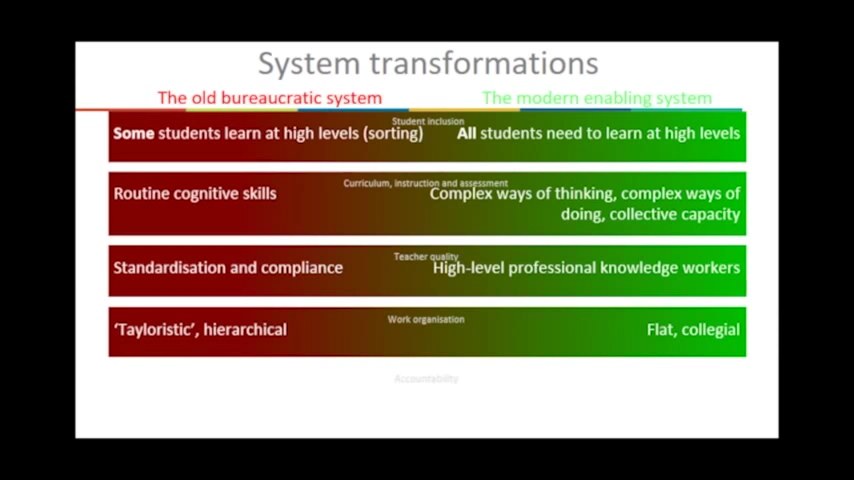 System transformations
The old bureaucratic system
The modern enabling system
Student inclusion
Some students learn at high levels (sorting)
All students need to learn at high levels
Curriculum, instruction and assessment
Routine cognitive skills
Complex ways of thinking, complex ways of
doing, collective capacity
Teacher quality
Standardisation and compliance
High-level professional knowledge workers
Work organisation
‘Tayloristic’, hierarchical
Flat, collegial
Accountability